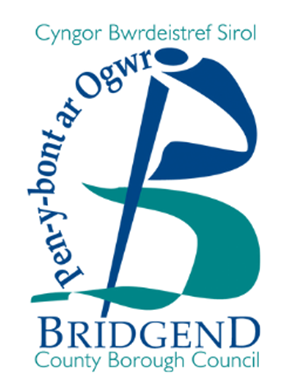 Cyngor Bwrdeistref Sirol
Pen-y-bont ar Ogwr
BRIDGEND
County Borough Council